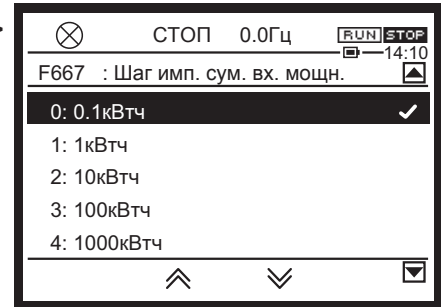 СТОП 0.0Гц RUN STOP
14:10
F667 : Шаг имп. сум. вх. мощн.
0: 0.1кВтч
1: 1кВтч
2: 10кВтч
3: 100кВтч
4: 1000кВтч